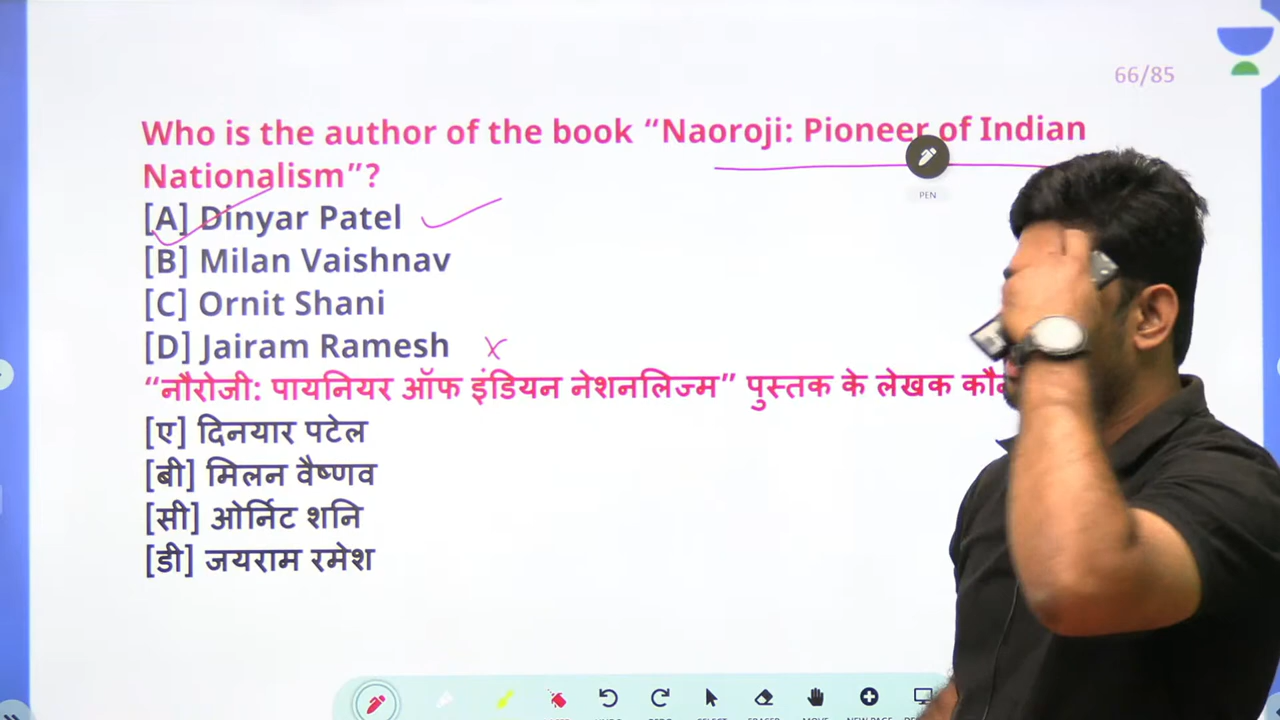 66/85
Who is the author of the book “Naoroji: Pioneer of Indian
Nationalism”?
[A] Dinyar Patel
[B] Milan Vaishnav
[C] Ornit Shani
[D] Jairam Ramesh
“नौरोजी: पायनियर ऑफ इंडियन नेशनलिज्म” पुस्तक के लेखक
[ए] दिनयार पटेल
[बी] मिलन वैष्णव
[सी] ओर्निट शनि
[डी] जयराम रमेश
PEN